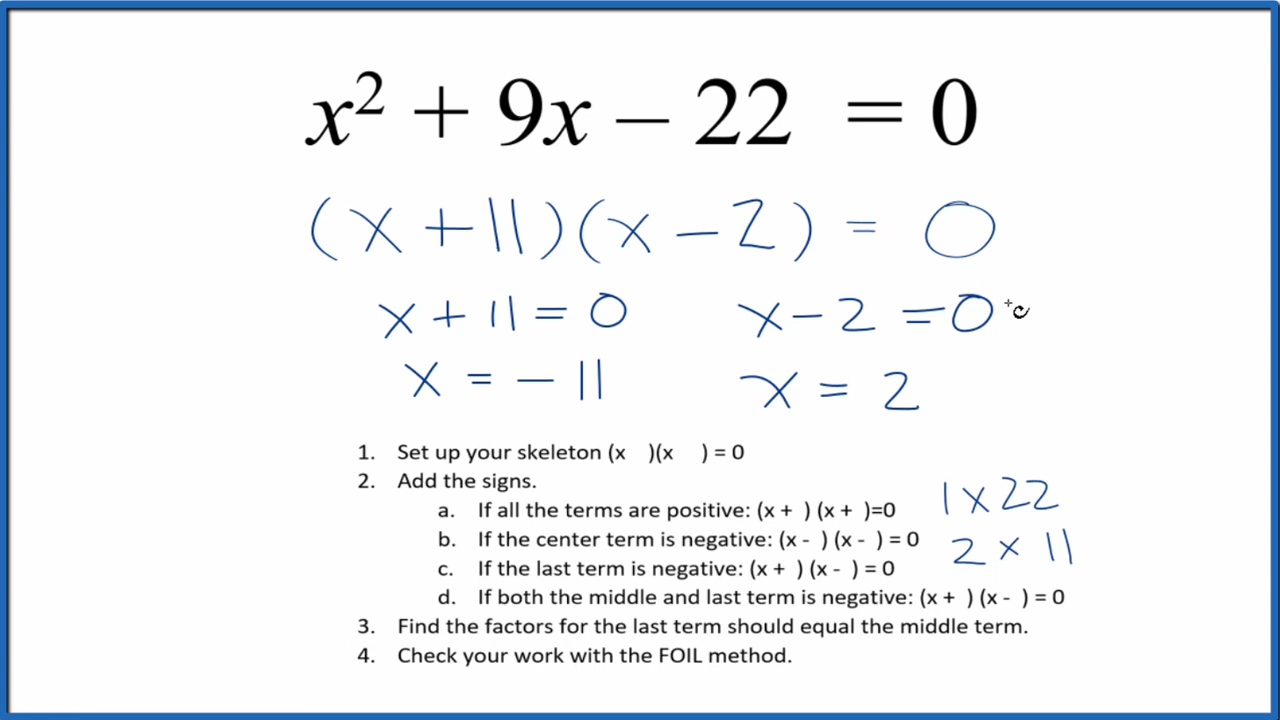 x² + 9x – 22 = 0
(x + 11)(x – 2) = 0
x + 11 = 0 x – 2 = 0
x = – 11 x = 2
1. Set up your skeleton (x )(x ) = 0
2. Add the signs.
a. If all the terms are positive: (x + ) (x + )=0
1 x 22
b. If the center term is negative: (x - ) (x - ) = 0
2 x 11
c. If the last term is negative: (x + ) (x - ) = 0
d. If both the middle and last term is negative: (x + ) (x - ) = 0
3. Find the factors for the last term should equal the middle term.
4. Check your work with the FOIL method.